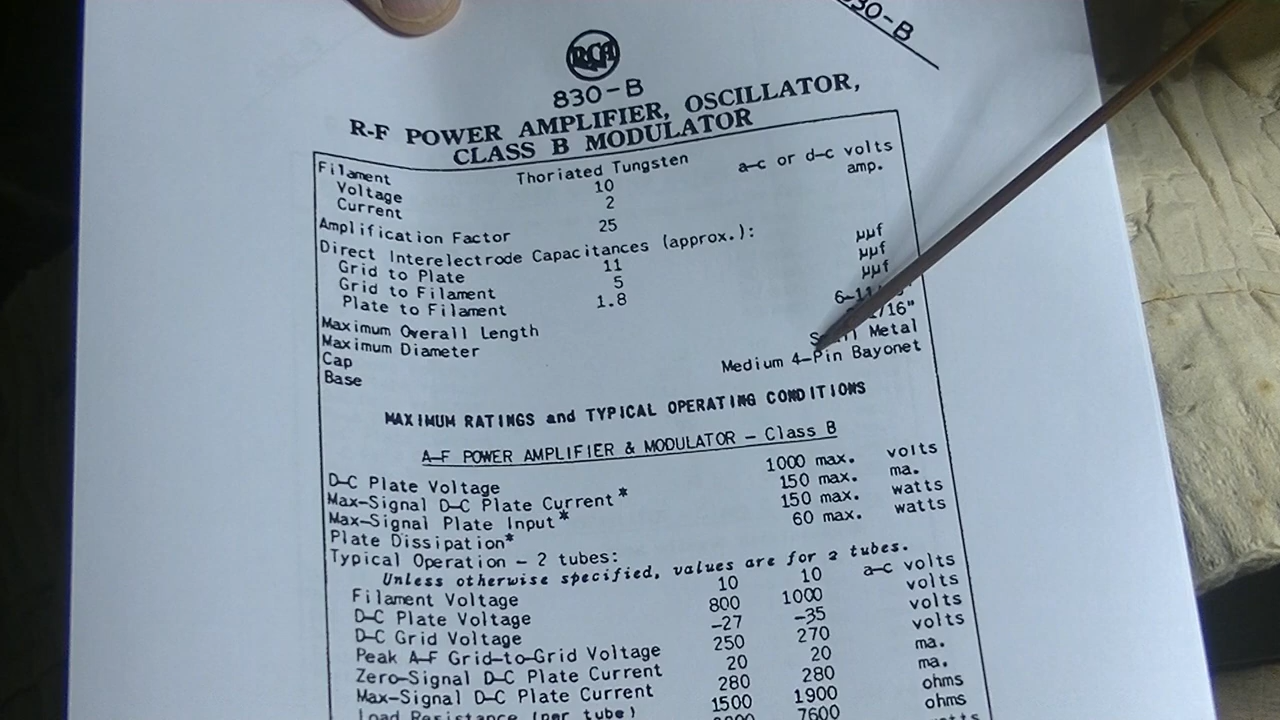 30-B
RCA
830-B
R-F POWER AMPLIFIER, OSCILLATOR,
CLASS B MODULATOR
Filament Thoriated Tungsten
Voltage 10 a-c or d-c volts
Current 2 amp.
Amplification Factor 25
Direct Interelectrode Capacitances (approx.):
Grid to Plate 11 µµf
Grid to Filament 5 µµf
Plate to Filament 1.8 µµf
Maximum Overall Length
Maximum Diameter
Cap Metal
Base Medium 4-Pin Bayonet
MAXIMUM RATINGS and TYPICAL OPERATING CONDITIONS
A-F POWER AMPLIFIER & MODULATOR - Class B
D-C Plate Voltage 1000 max. volts
Max-Signal D-C Plate Current* 150 max. ma.
Max-Signal Plate Input* 150 max. watts
Plate Dissipation* 60 max. watts
Typical Operation - 2 tubes:
Unless otherwise specified, values are for 2 tubes.
Filament Voltage 10 10 a-c volts
D-C Plate Voltage 800 1000 volts
D-C Grid Voltage -27 -35 volts
Peak A-F Grid-to-Grid Voltage 250 270 volts
Zero-Signal D-C Plate Current 20 20 ma.
Max-Signal D-C Plate Current 280 280 ma.
Load Resistance (per tube) 1500 1900 ohms
7600 ohms